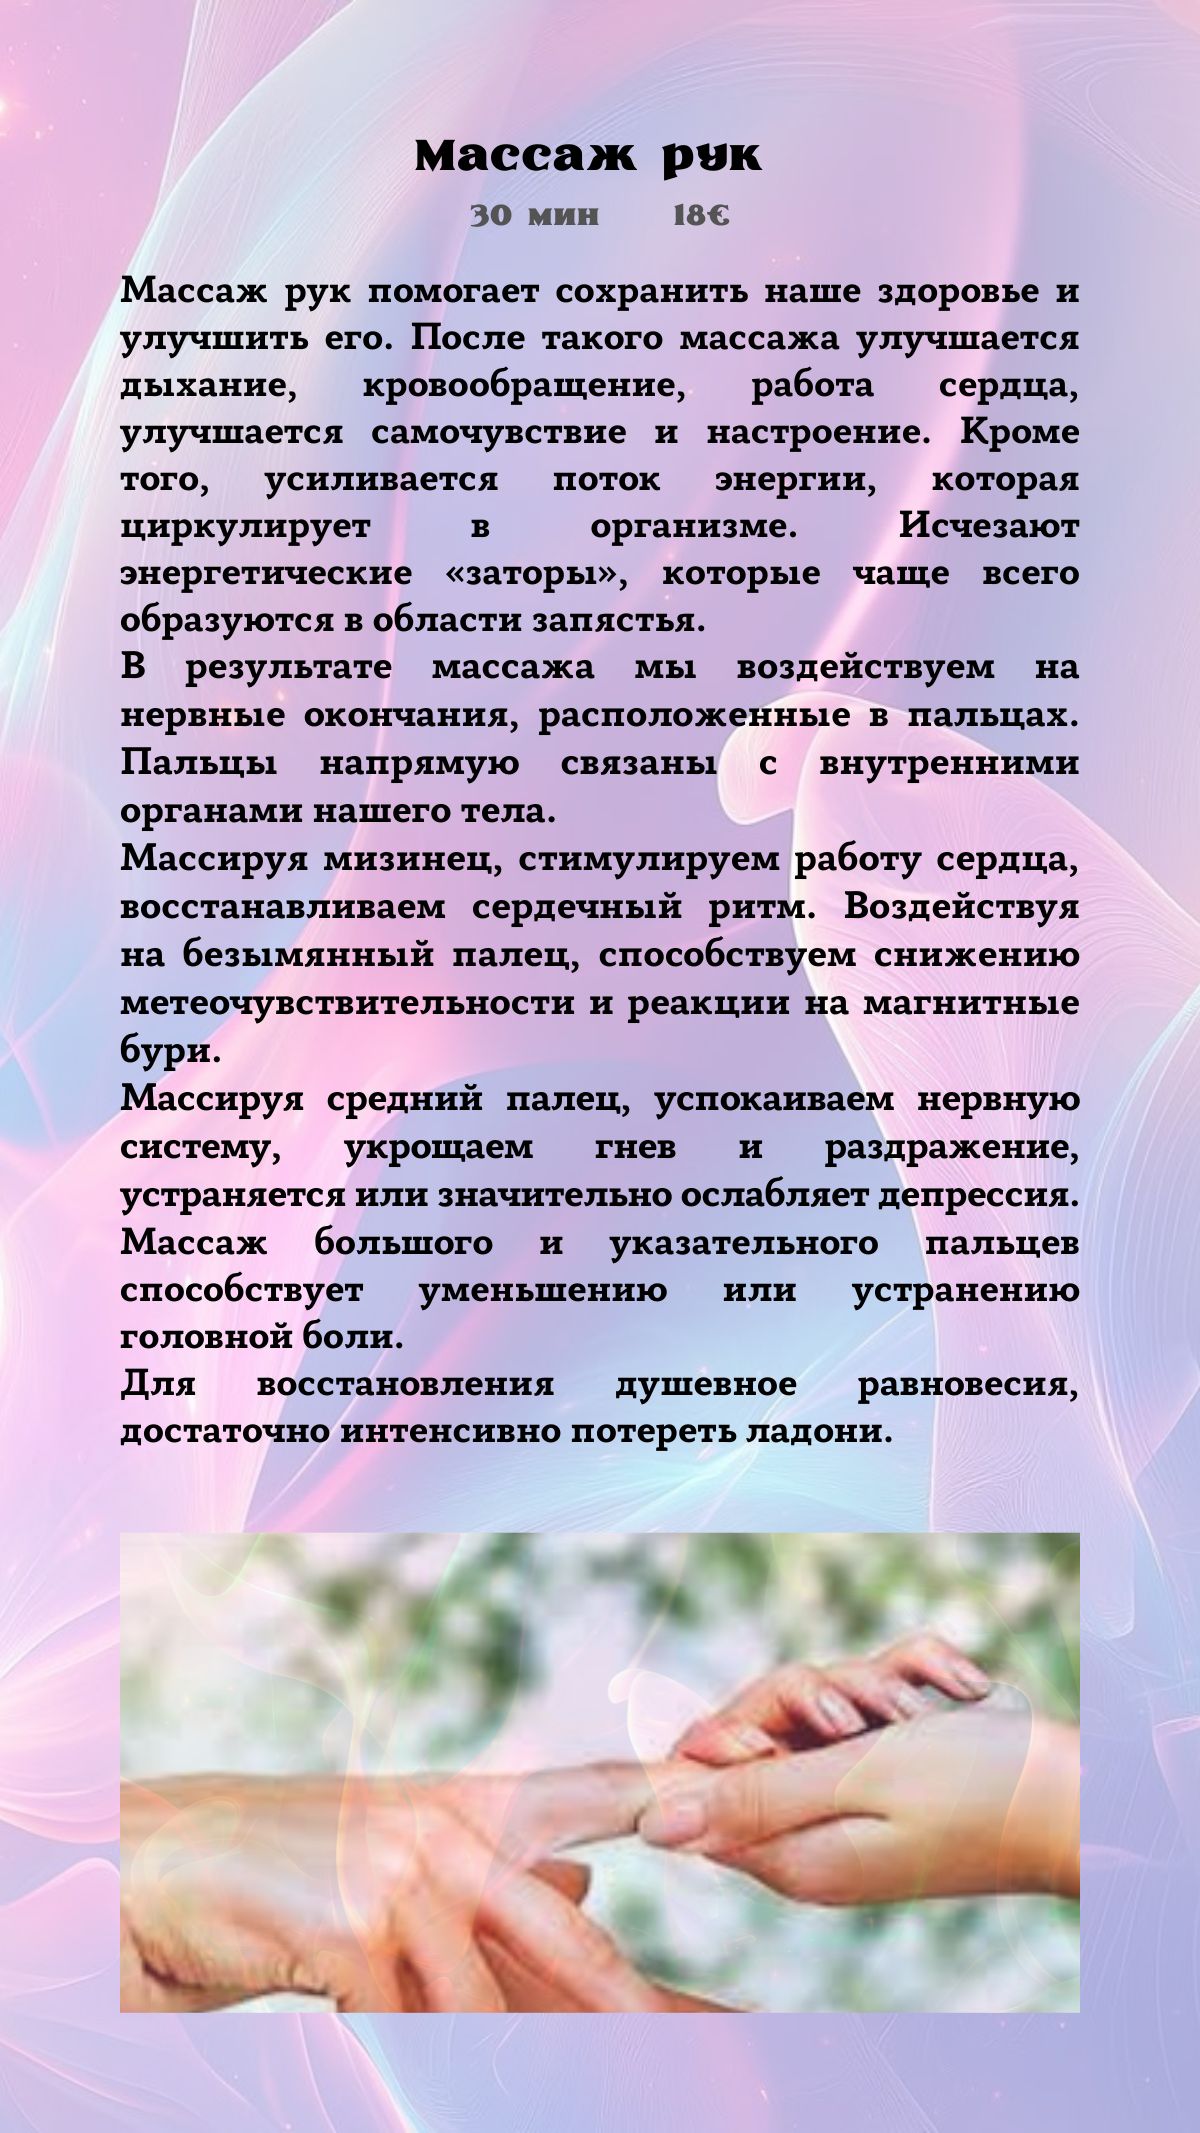 Массаж рук
30 мин 18€
Массаж рук помогает сохранить наше здоровье и
улучшить его. После такого массажа улучшается
дыхание, кровообращение, работа сердца,
улучшается самочувствие и настроение. Кроме
того, усиливается поток энергии, которая
циркулирует в организме. Исчезают
энергетические «заторы», которые чаще всего
образуются в области запястья.
В результате массажа мы воздействуем на
нервные окончания, расположенные в пальцах.
Пальцы напрямую связаны с внутренними
органами нашего тела.
Массируя мизинец, стимулируем работу сердца,
восстанавливаем сердечный ритм. Воздействуя
на безымянный палец, способствуем снижению
метеочувствительности и реакции на магнитные
бури.
Массируя средний палец, успокаиваем нервную
систему, укрощаем гнев и раздражение,
устраняется или значительно ослабляет депрессия.
Массаж большого и указательного пальцев
способствует уменьшению или устранению
головной боли.
Для восстановления душевное равновесия,
достаточно интенсивно потереть ладони.